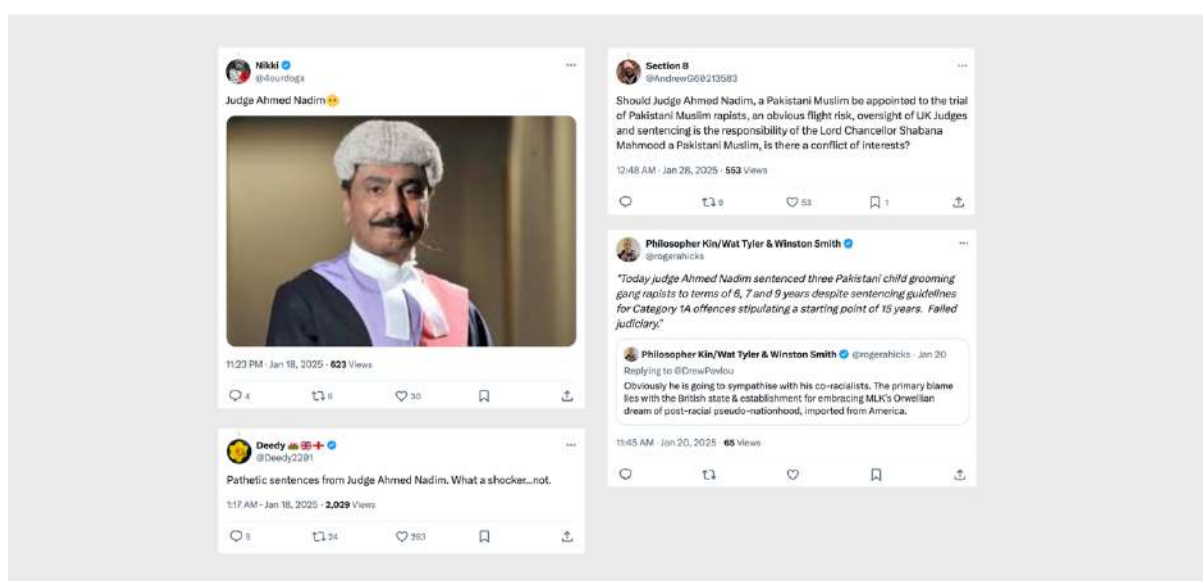 Nikki
@4ourdogs
Judge Ahmed Nadim
11:23 PM · Jan 18, 2025 · 623 Views
4
8
30
Deedy
@Deedy2201
Pathetic sentences from Judge Ahmed Nadim. What a shocker...not.
1:17 AM · Jan 18, 2025 · 2,029 Views
5
24
283
Section 8
@AndrewG60213583
Should Judge Ahmed Nadim, a Pakistani Muslim be appointed to the trial
of Pakistani Muslim rapists, an obvious flight risk, oversight of UK Judges
and sentencing is the responsibility of the Lord Chancellor Shabana
Mahmood a Pakistani Muslim, is there a conflict of interests?
12:48 AM · Jan 28, 2025 · 553 Views
9
53
1
Philosopher Kin/Wat Tyler & Winston Smith
@rogerahicks
"Today judge Ahmed Nadim sentenced three Pakistani child grooming
gang rapists to terms of 6, 7 and 9 years despite sentencing guidelines
for Category 1A offences stipulating a starting point of 15 years. Failed
judiciary."
Philosopher Kin/Wat Tyler & Winston Smith @rogerahicks · Jan 20
Replying to @DrewPavlou
Obviously he is going to sympathise with his co-racialists. The primary blame
lies with the British state & establishment for embracing MLK's Orwellian
dream of post-racial pseudo-nationhood, imported from America.
11:45 AM · Jan 20, 2025 · 65 Views